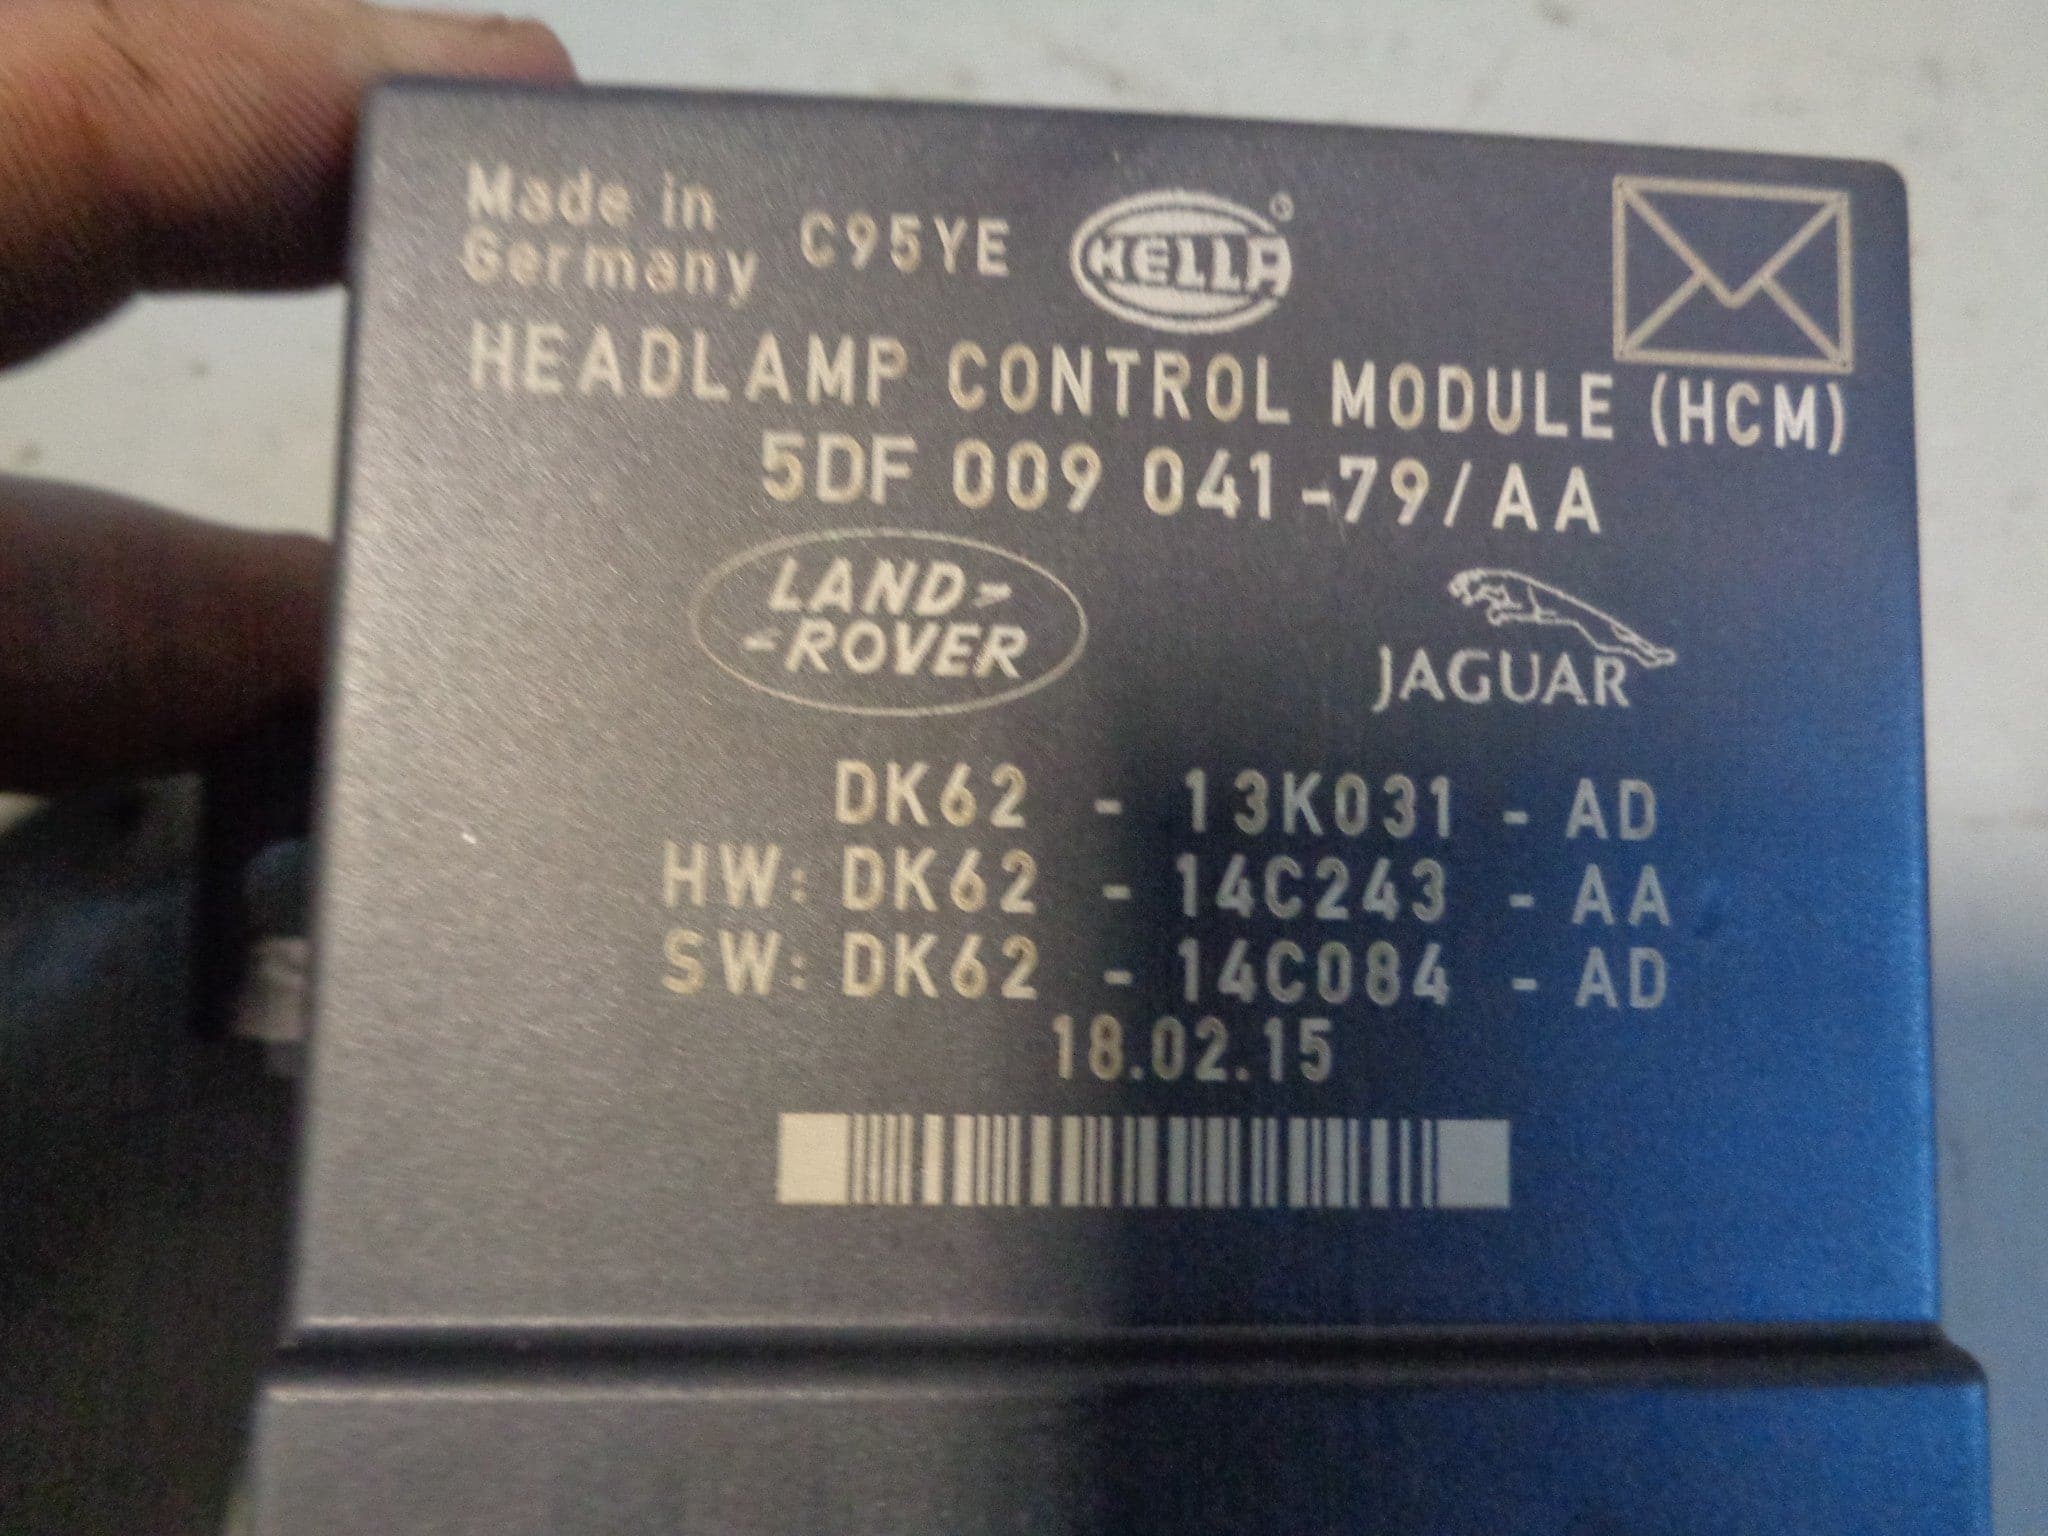 Made in
Germany
C95YE
HELLA
HEADLAMP CONTROL MODULE (HCM)
5DF 009 041-79/AA
LAND-
-ROVER
JAGUAR
DK62 - 13K031 - AD
HW: DK62 - 14C243 - AA
SW: DK62 - 14C084 - AD
18.02.15